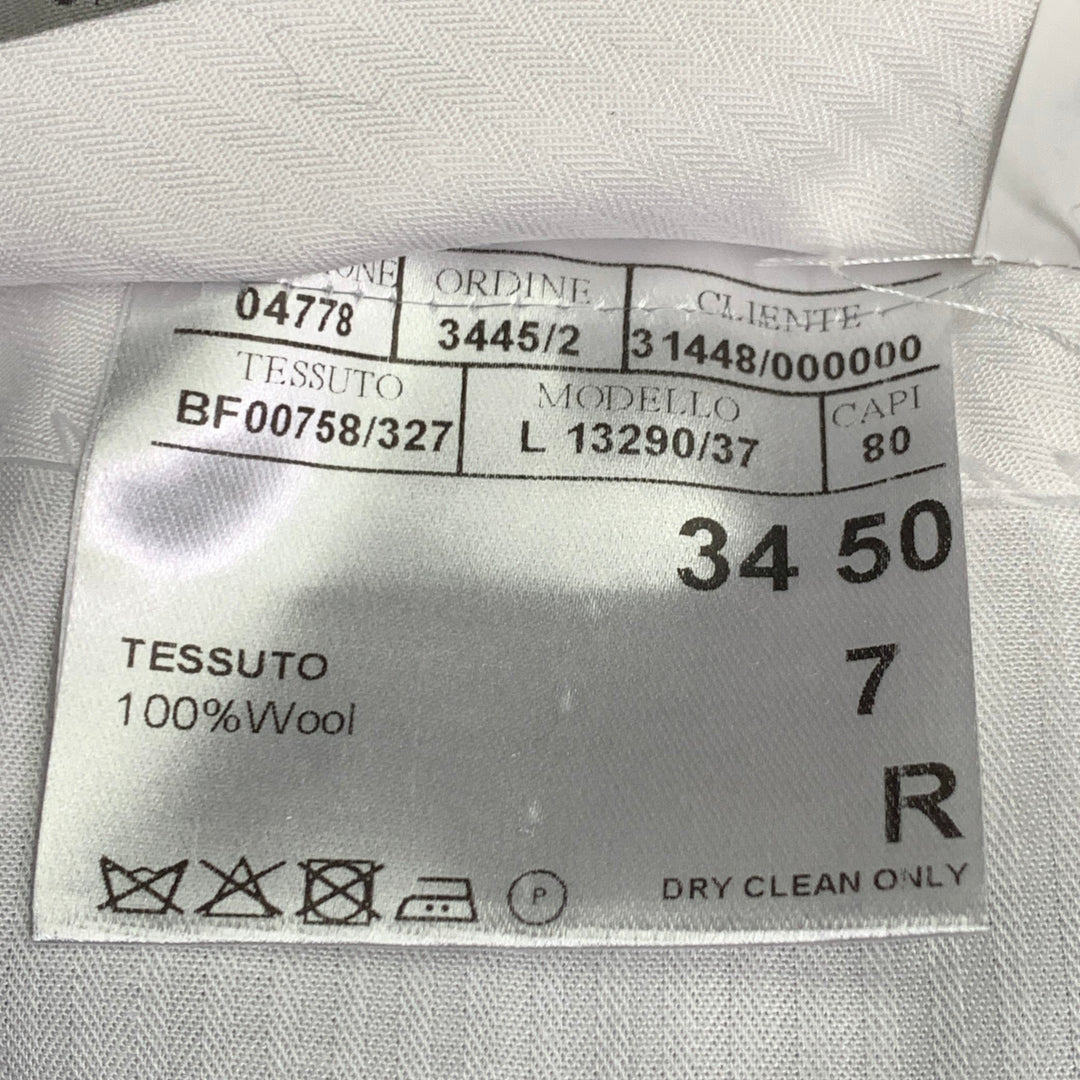 ORDINE CLIENTE
04778 3445/2 31448/000000
TESSUTO MODELLO CAPI
BF00758/327 L 13290/37 80
34 50
7
R
TESSUTO
100%Wool
P
DRY CLEAN ONLY